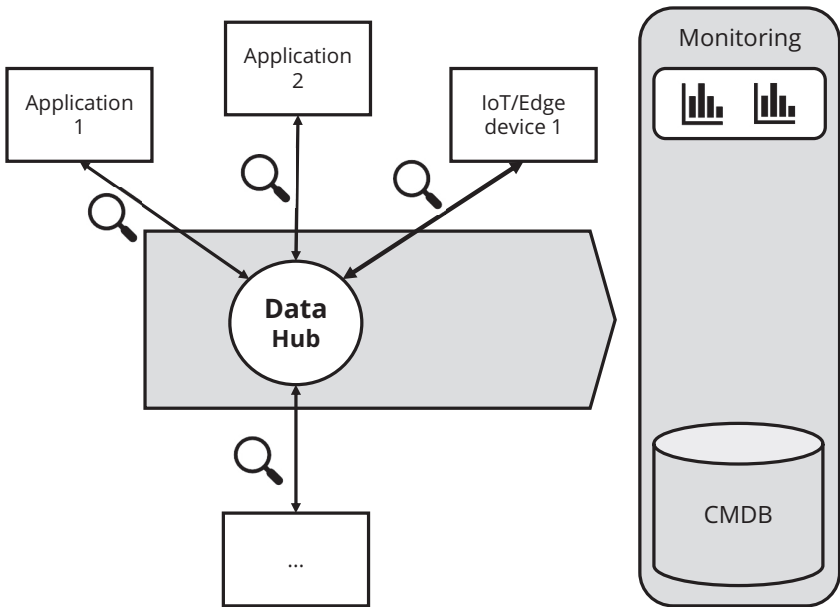 Monitoring
Application
2
Application
1
IoT/Edge
device 1
Data
Hub
CMDB
...